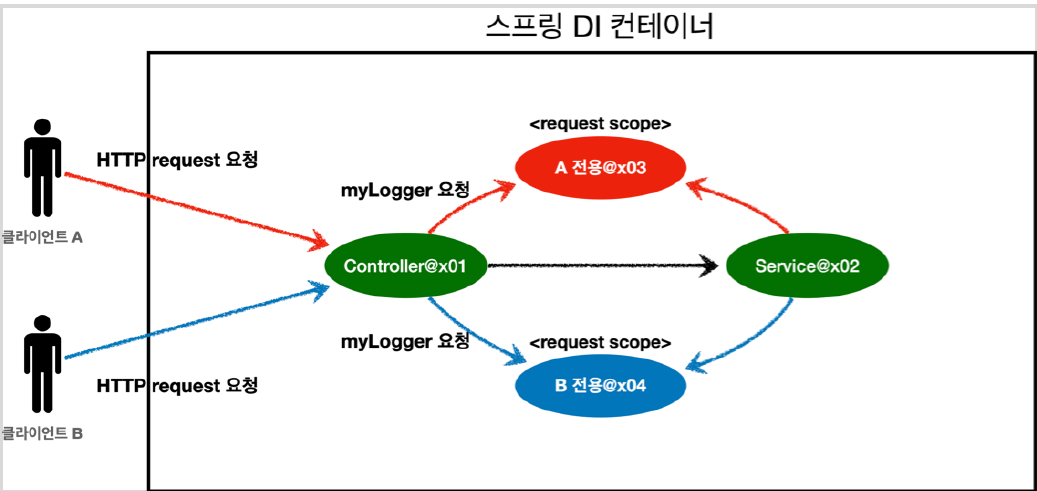 스프링 DI 컨테이너
<request scope>
HTTP request 요청
A 전용@x03
myLogger 요청
클라이언트 A
Controller@x01
Service@x02
myLogger 요청
<request scope>
HTTP request 요청
B 전용@x04
클라이언트 B